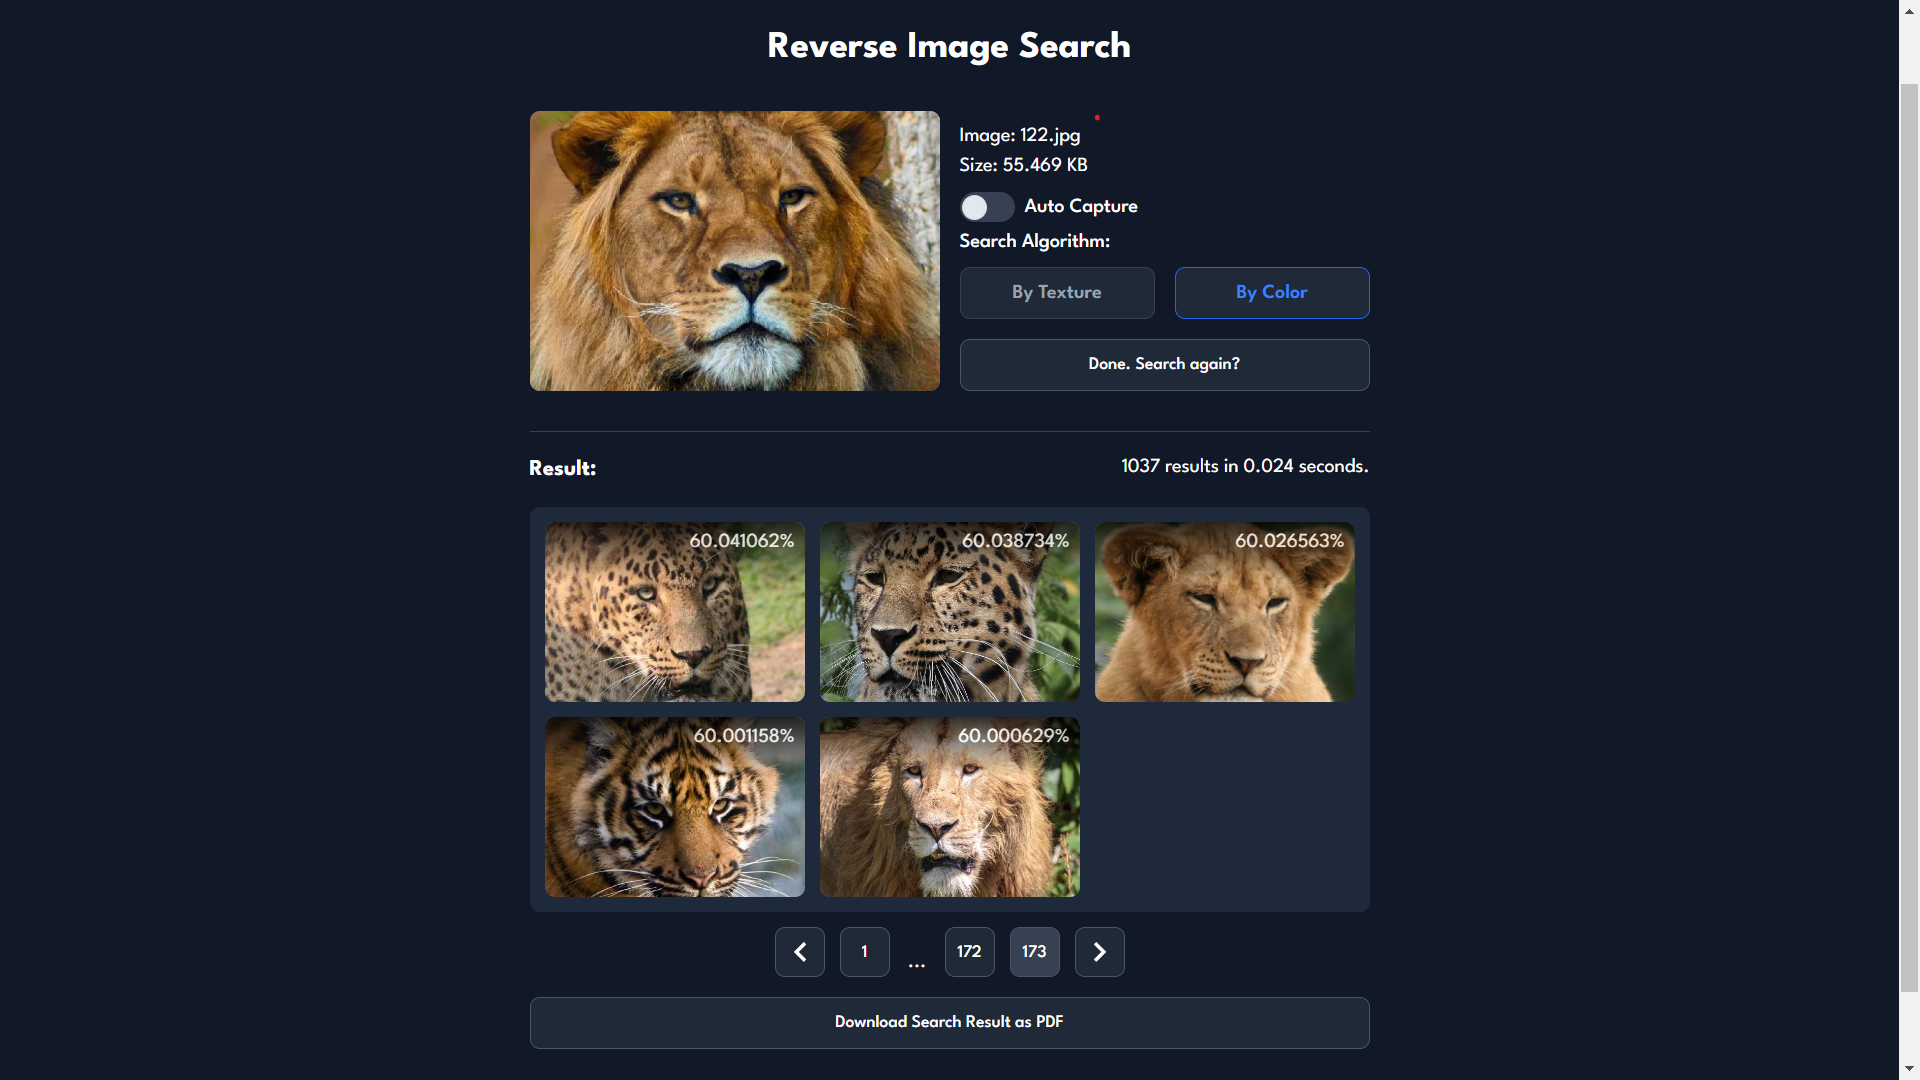 Reverse Image Search
Image: 122.jpg
Size: 55.469 KB
Auto Capture
Search Algorithm:
By Texture
By Color
Done. Search again?
Result:
1037 results in 0.024 seconds.
60.041062%
60.038734%
60.026563%
60.001158%
60.000629%
1
...
172
173
Download Search Result as PDF